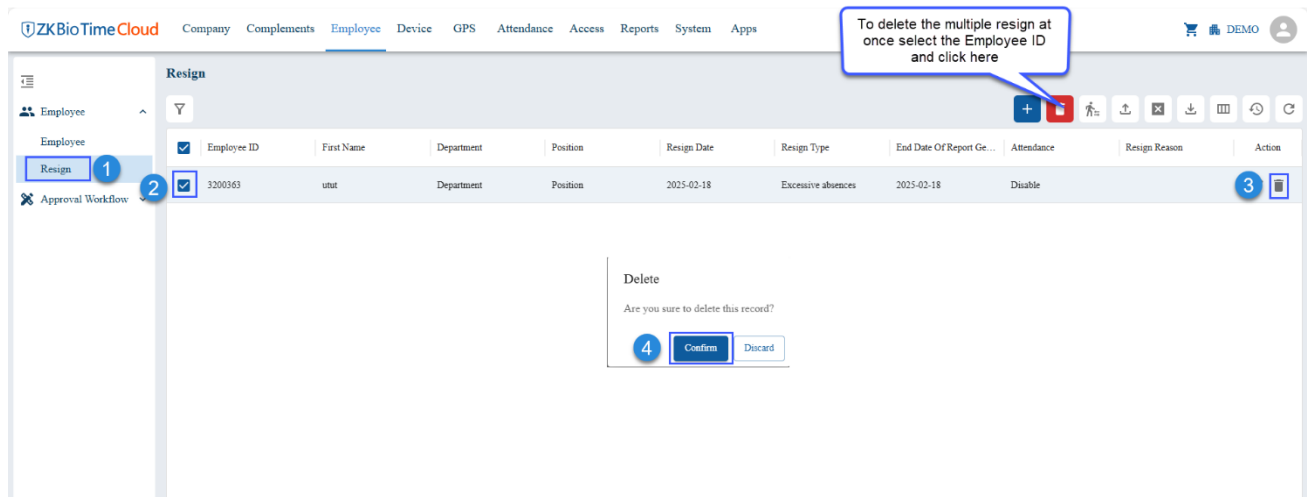 ZKBioTime Cloud Company Complements Employee Device GPS Attendance Access Reports System Apps DEMO
To delete the multiple resign at
once select the Employee ID
and click here
Resign
Employee
Employee
Resign 1
Approval Workflow
Employee ID First Name Department Position Resign Date Resign Type End Date Of Report Ge... Attendance Resign Reason Action
2 3200363 utut Department Position 2025-02-18 Excessive absences 2025-02-18 Disable 3
Delete
Are you sure to delete this record?
4 Confirm Discard